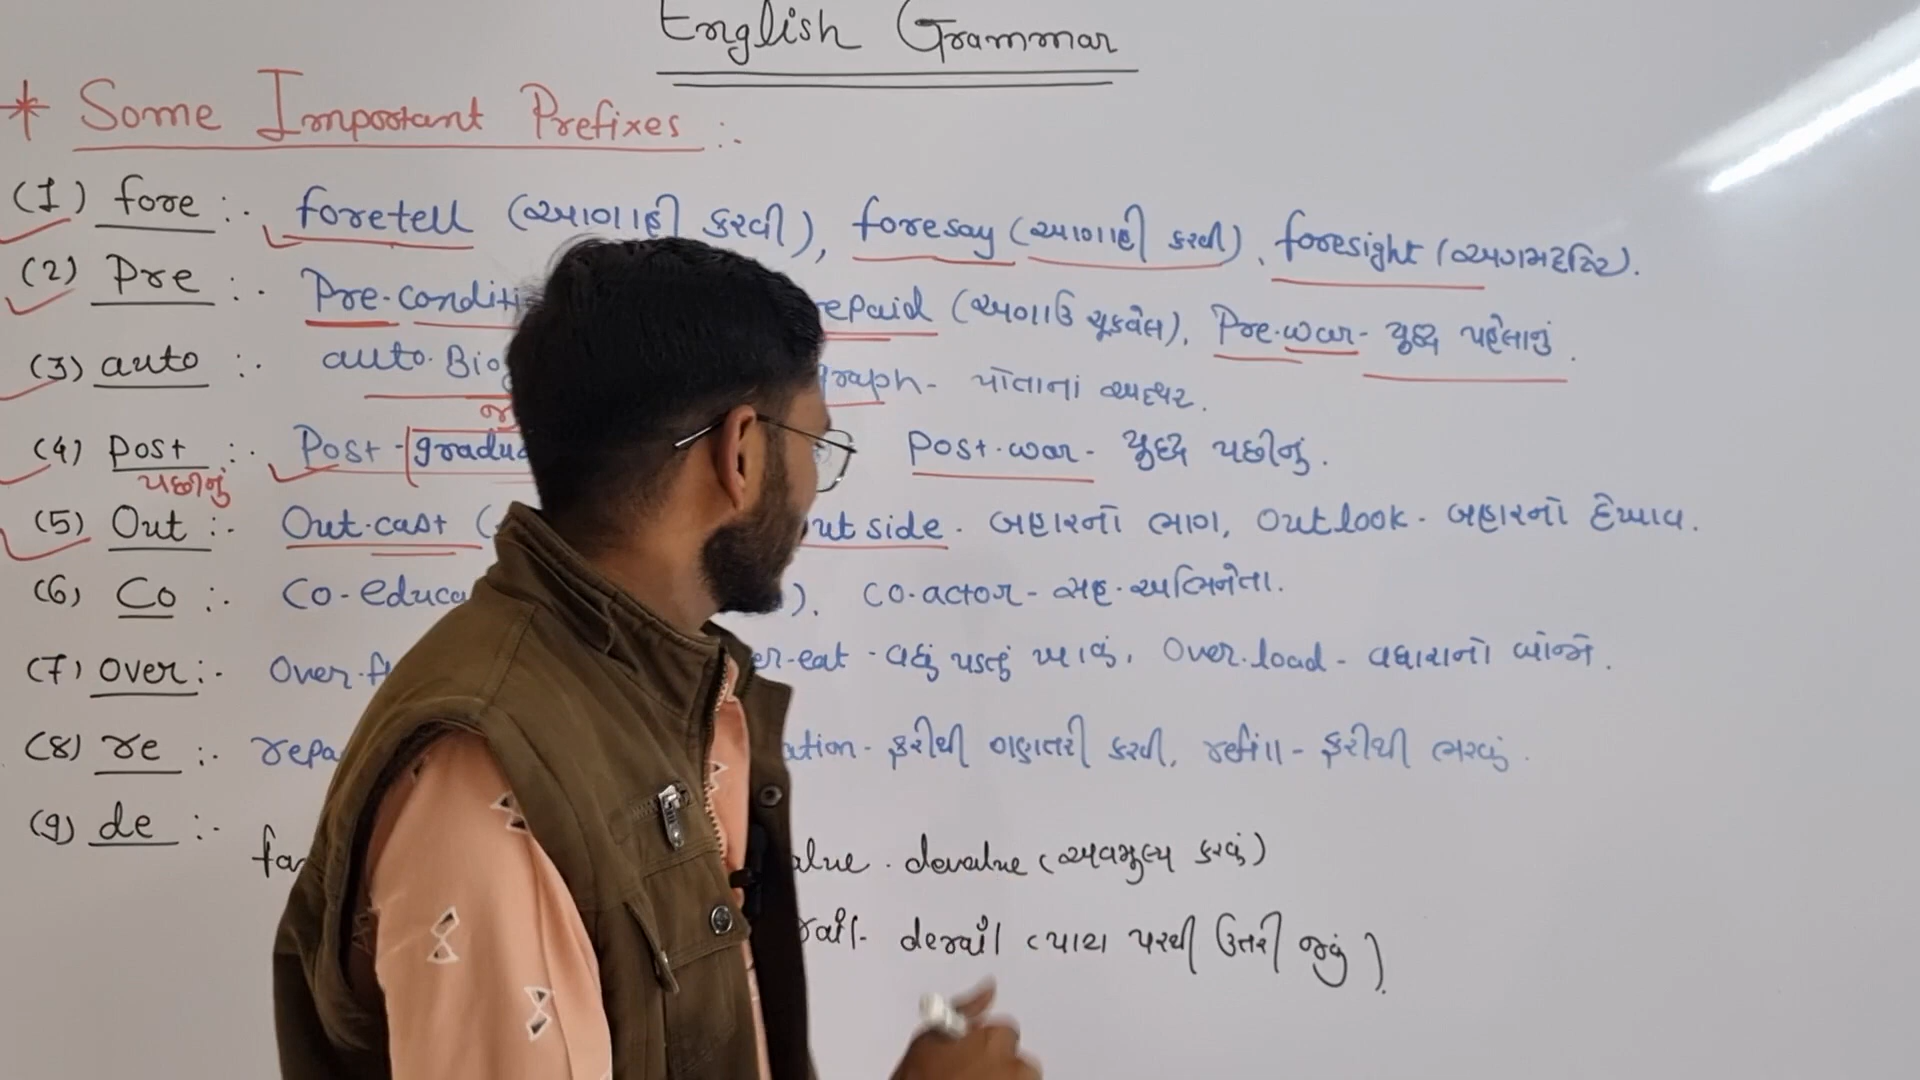 English Grammar
* Some Important Prefixes :-
(1) fore :- foretell (આગાહી કરવી), foresay (આગાહી કરવી), foresight (અગમદ્રષ્ટિ).
(2) Pre :- Pre-conditi epaid (અગાઉ ચૂકવેલ), Pre-war - યુદ્ધ પહેલાનું.
(3) auto :- auto-Bio graph - પોતાનાં અક્ષર.
(4) post :- Post-gradu post-war - યુદ્ધ પછીનું.
પછીનું
(5) Out :- Out-cast ( ut side - બહારનો ભાગ, Outlook - બહારનો દેખાવ.
(6) Co :- Co-educa ). Co-actor - સહ-અભિનેતા.
(7) over :- Over-f er-eat - વધું પડતું ખાવું, Over-load - વધારાનો બોજો.
(8) re :- repa ation - ફરીથી ગણતરી કરવી, refill - ફરીથી ભરવું.
(9) de :-
fa alue - devalue (અવમુલ્ય કરવું)
rail - derail (પાટા પરથી ઉતરી જવું).